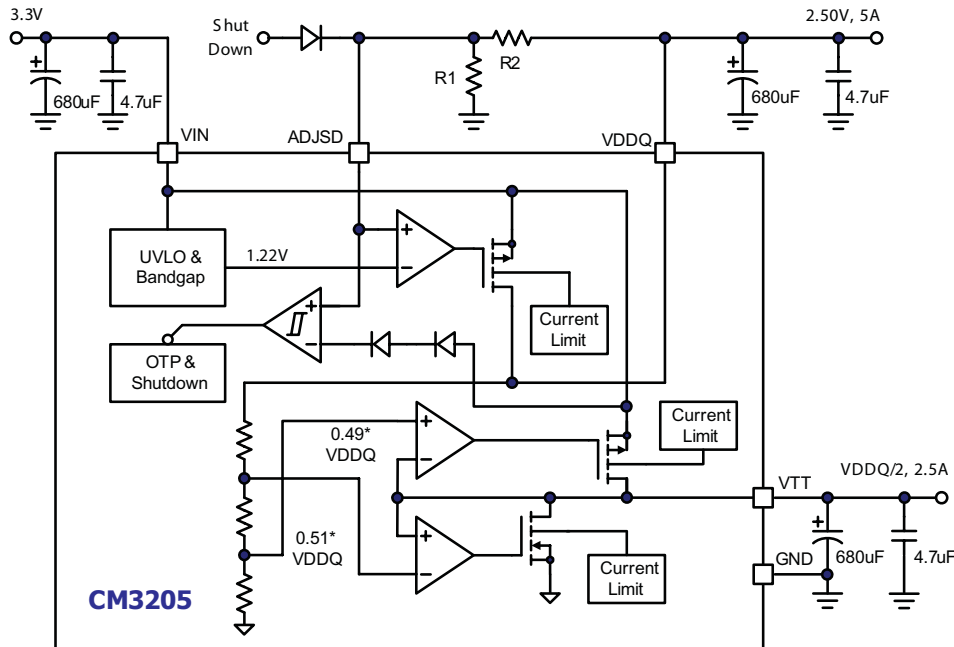 3.3V
Shut
Down
2.50V, 5A
R1
R2
680uF
4.7uF
680uF
4.7uF
VIN
ADJSD
VDDQ
UVLO &
Bandgap
1.22V
+
−
Current
Limit
+
−
OTP &
Shutdown
Current
Limit
0.49*
VDDQ
+
−
VTT
VDDQ/2, 2.5A
0.51*
VDDQ
+
−
Current
Limit
GND
680uF
4.7uF
CM3205